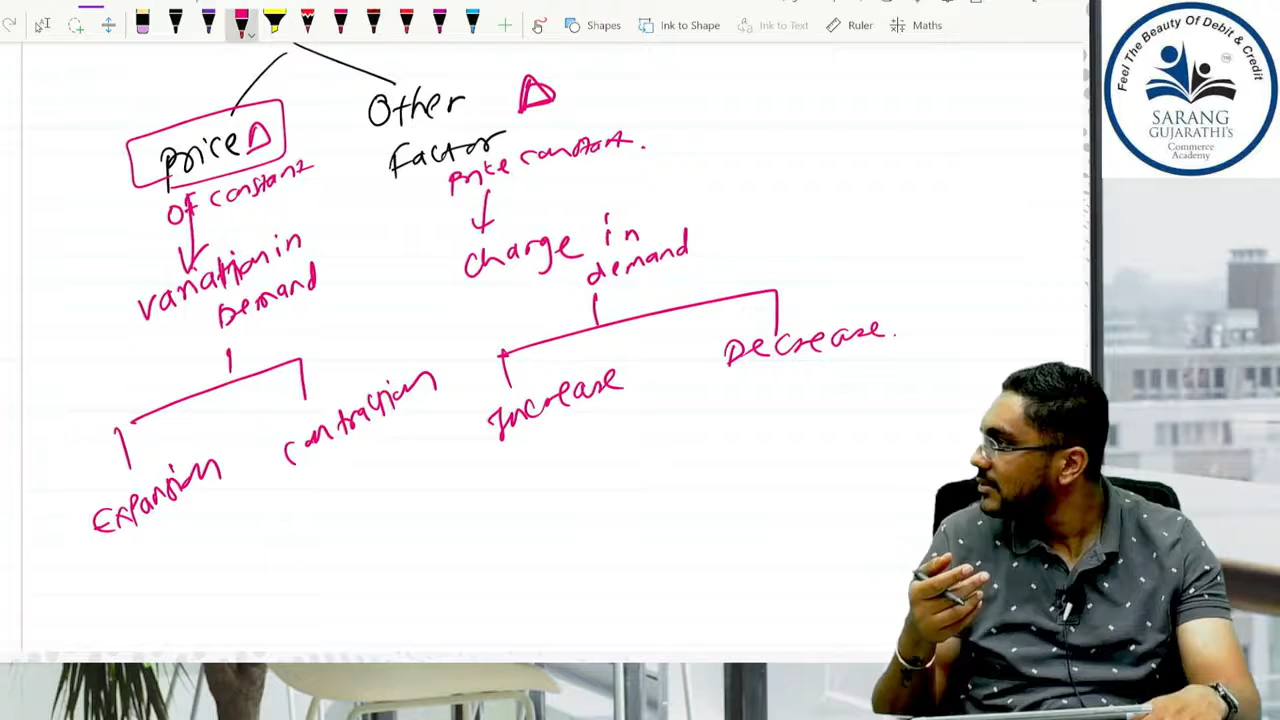 Shapes
Ink to Shape
Ink to Text
Ruler
Maths
Feel The Beauty Of Debit & Credit
TM
SARANG
GUJARATHI'S
Commerce
Academy
Price Δ
OF constant
variation in
Demand
Expansion
contraction
Other Δ
Factor
Price constant.
change in
demand
Increase
Decrease.